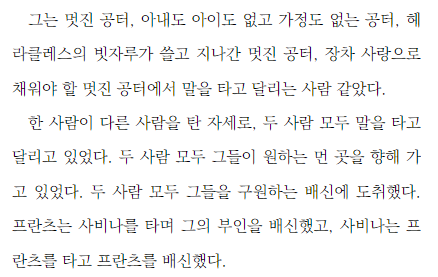 그는 멋진 공터, 아내도 아이도 없고 가정도 없는 공터, 헤
라클레스의 빗자루가 쓸고 지나간 멋진 공터, 장차 사랑으로
채워야 할 멋진 공터에서 말을 타고 달리는 사람 같았다.
한 사람이 다른 사람을 탄 자세로, 두 사람 모두 말을 타고
달리고 있었다. 두 사람 모두 그들이 원하는 먼 곳을 향해 가
고 있었다. 두 사람 모두 그들을 구원하는 배신에 도취했다.
프란츠는 사비나를 타며 그의 부인을 배신했고, 사비나는 프
란츠를 타고 프란츠를 배신했다.